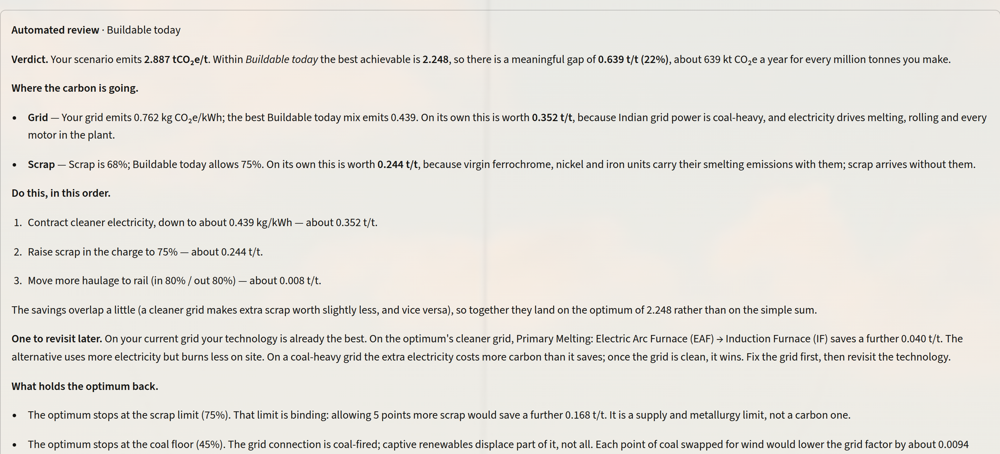 Automated review · Buildable today
Verdict. Your scenario emits 2.887 tCO₂e/t. Within Buildable today the best achievable is 2.248, so there is a meaningful gap of 0.639 t/t (22%), about 639 kt CO₂e a year for every million tonnes you make.
Where the carbon is going.
• Grid — Your grid emits 0.762 kg CO₂e/kWh; the best Buildable today mix emits 0.439. On its own this is worth 0.352 t/t, because Indian grid power is coal-heavy, and electricity drives melting, rolling and every
motor in the plant.
• Scrap — Scrap is 68%; Buildable today allows 75%. On its own this is worth 0.244 t/t, because virgin ferrochrome, nickel and iron units carry their smelting emissions with them; scrap arrives without them.
Do this, in this order.
1. Contract cleaner electricity, down to about 0.439 kg/kWh — about 0.352 t/t.
2. Raise scrap in the charge to 75% — about 0.244 t/t.
3. Move more haulage to rail (in 80% / out 80%) — about 0.008 t/t.
The savings overlap a little (a cleaner grid makes extra scrap worth slightly less, and vice versa), so together they land on the optimum of 2.248 rather than on the simple sum.
One to revisit later. On your current grid your technology is already the best. On the optimum's cleaner grid, Primary Melting: Electric Arc Furnace (EAF) → Induction Furnace (IF) saves a further 0.040 t/t. The
alternative uses more electricity but burns less on site. On a coal-heavy grid the extra electricity costs more carbon than it saves; once the grid is clean, it wins. Fix the grid first, then revisit the technology.
What holds the optimum back.
• The optimum stops at the scrap limit (75%). That limit is binding: allowing 5 points more scrap would save a further 0.168 t/t. It is a supply and metallurgy limit, not a carbon one.
• The optimum stops at the coal floor (45%). The grid connection is coal-fired; captive renewables displace part of it, not all. Each point of coal swapped for wind would lower the grid factor by about 0.0094